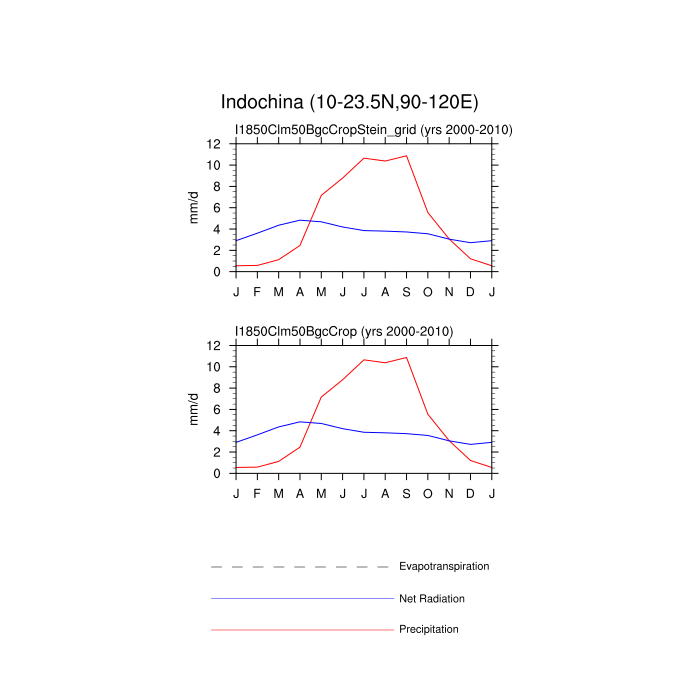 Indochina (10-23.5N,90-120E)
I1850Clm50BgcCropStein_grid (yrs 2000-2010)
12
10
8
6
4
2
0
mm/d
J F M A M J J A S O N D J
I1850Clm50BgcCrop (yrs 2000-2010)
12
10
8
6
4
2
0
mm/d
J F M A M J J A S O N D J
Evapotranspiration
Net Radiation
Precipitation